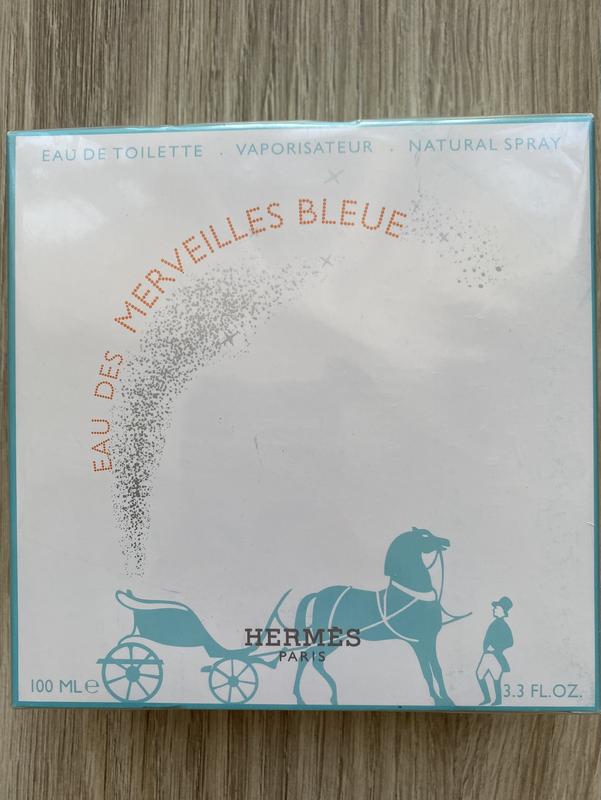 EAU DE TOILETTE . VAPORISATEUR . NATURAL SPRAY
EAU DES MERVEILLES BLEUE
HERMÈS
PARIS
100 ML℮
3.3 FL.OZ.